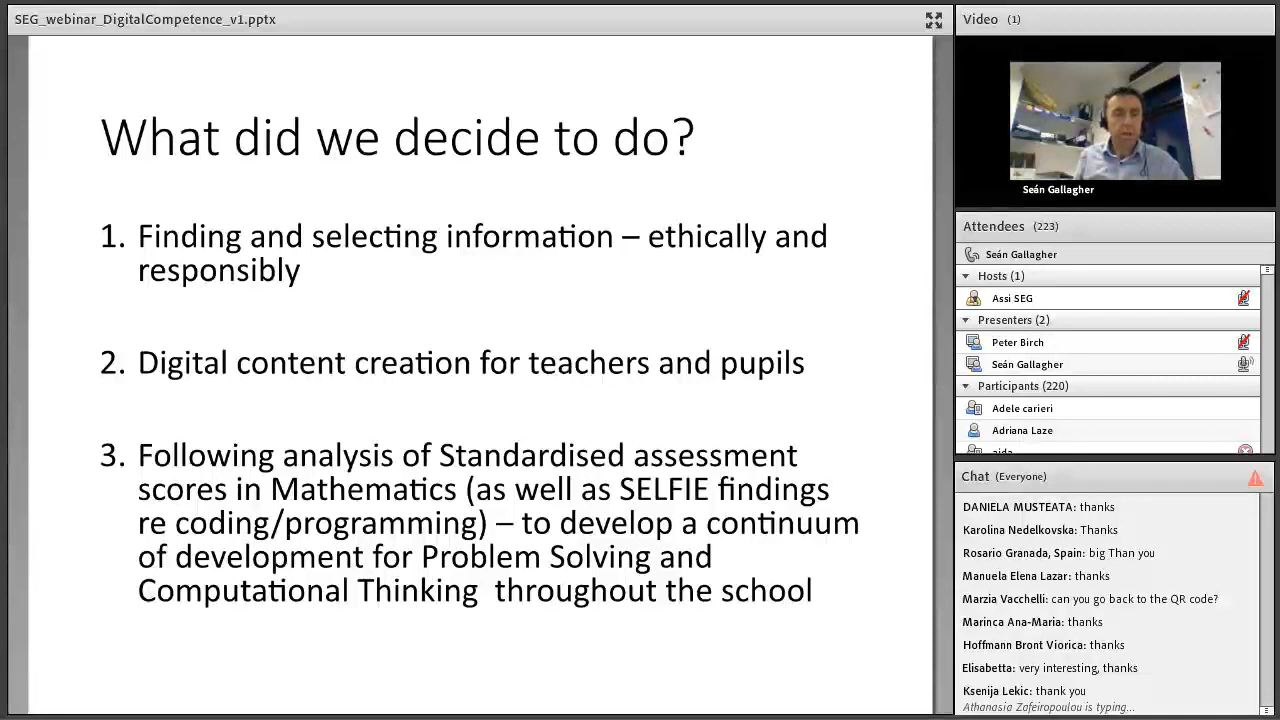 SEG_webinar_DigitalCompetence_v1.pptx
What did we decide to do?
1. Finding and selecting information – ethically and
responsibly
2. Digital content creation for teachers and pupils
3. Following analysis of Standardised assessment
scores in Mathematics (as well as SELFIE findings
re coding/programming) – to develop a continuum
of development for Problem Solving and
Computational Thinking throughout the school
Video (1)
Seán Gallagher
Attendees (223)
Seán Gallagher
Hosts (1)
Assi SEG
Presenters (2)
Peter Birch
Seán Gallagher
Participants (220)
Adele carieri
Adriana Laze
aida
Chat (Everyone)
DANIELA MUSTEATA: thanks
Karolina Nedelkovska: Thanks
Rosario Granada, Spain: big Than you
Manuela Elena Lazar: thanks
Marzia Vacchelli: can you go back to the QR code?
Marinca Ana-Maria: thanks
Hoffmann Bront Viorica: thanks
Elisabetta: very interesting, thanks
Ksenija Lekic: thank you
Athanasia Zafeiropoulou is typing...